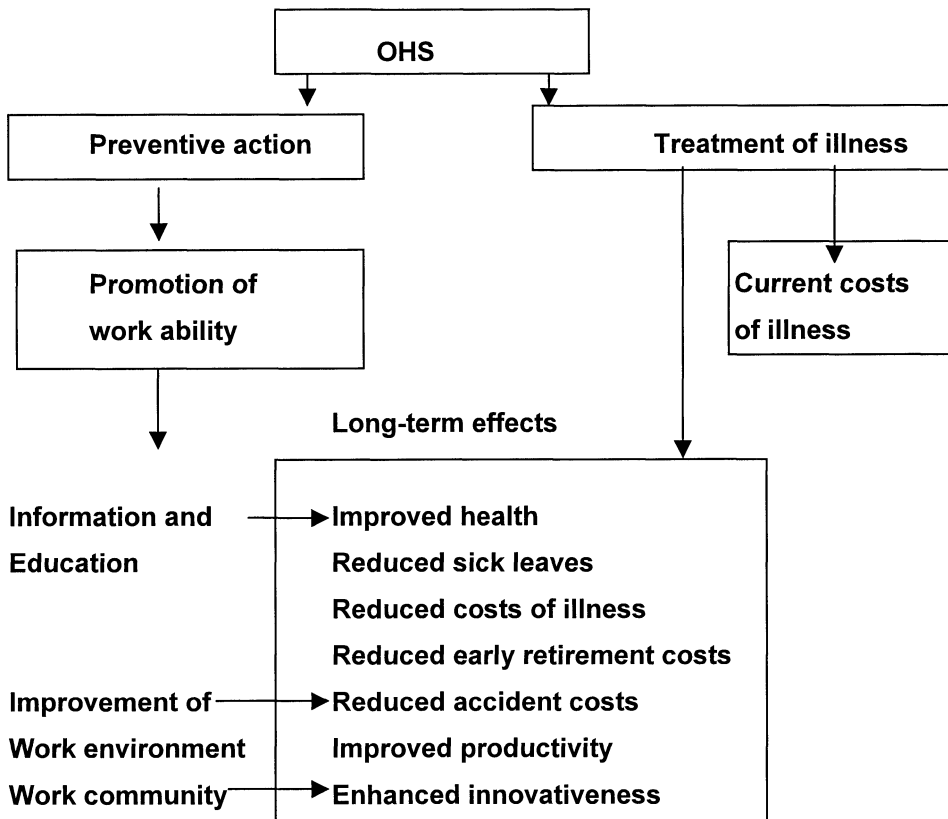 OHS
Preventive action
Treatment of illness
Promotion of
work ability
Current costs
of illness
Long-term effects
Information and
Education
Improved health
Reduced sick leaves
Reduced costs of illness
Reduced early retirement costs
Improvement of
Work environment
Work community
Reduced accident costs
Improved productivity
Enhanced innovativeness